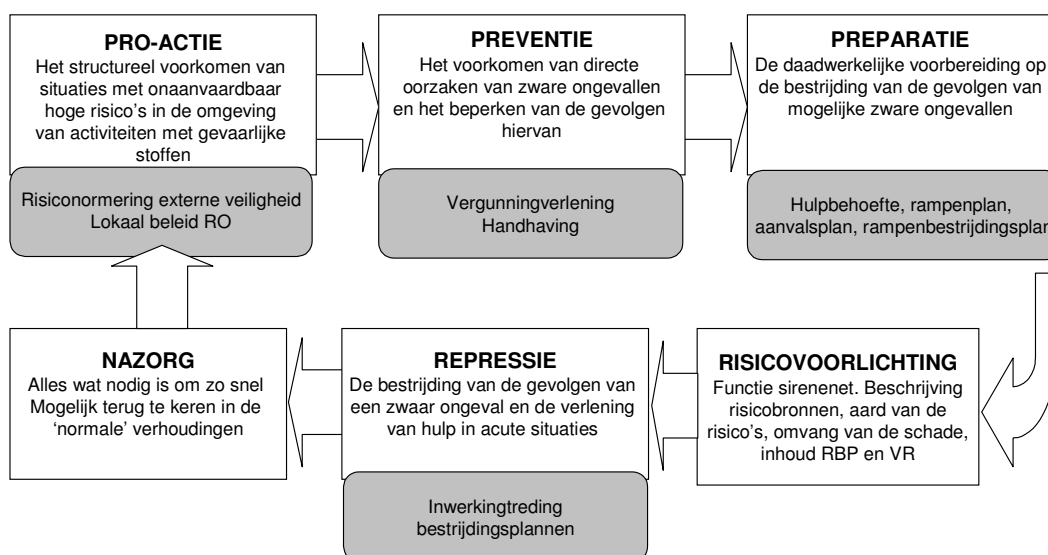 PRO-ACTIE
Het structureel voorkomen van
situaties met onaanvaardbaar
hoge risico's in de omgeving
van activiteiten met gevaarlijke
stoffen
Risiconormering externe veiligheid
Lokaal beleid RO
PREVENTIE
Het voorkomen van directe
oorzaken van zware ongevallen
en het beperken van de gevolgen
hiervan
Vergunningverlening
Handhaving
PREPARATIE
De daadwerkelijke voorbereiding op
de bestrijding van de gevolgen van
mogelijke zware ongevallen
Hulpbehoefte, rampenplan,
aanvalsplan, rampenbestrijdingsplan
NAZORG
Alles wat nodig is om zo snel
Mogelijk terug te keren in de
‘normale’ verhoudingen
REPRESSIE
De bestrijding van de gevolgen van
een zwaar ongeval en de verlening
van hulp in acute situaties
Inwerkingtreding
bestrijdingsplannen
RISICOVOORLICHTING
Functie sirenenet. Beschrijving
risicobronnen, aard van de
risico's, omvang van de schade,
inhoud RBP en VR